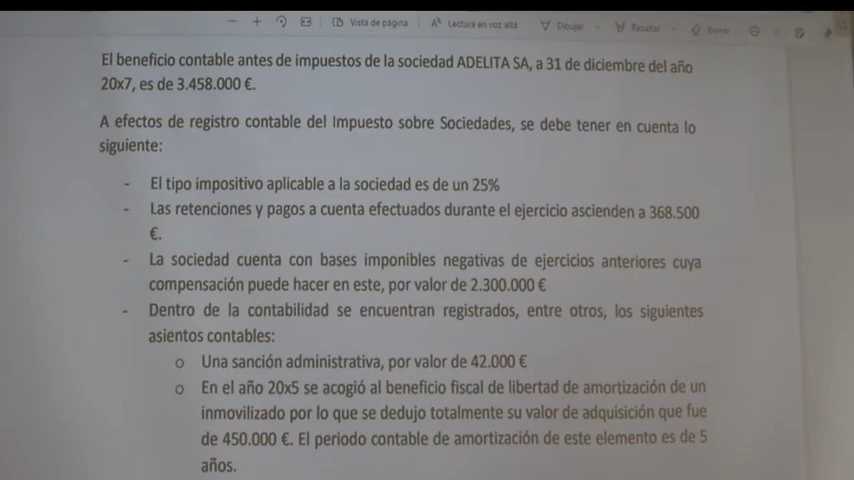 Vista de página
Lectura en voz alta
Dibujar
Resaltar
Borrar
El beneficio contable antes de impuestos de la sociedad ADELITA SA, a 31 de diciembre del año
20x7, es de 3.458.000 €.
A efectos de registro contable del Impuesto sobre Sociedades, se debe tener en cuenta lo
siguiente:
- El tipo impositivo aplicable a la sociedad es de un 25%
- Las retenciones y pagos a cuenta efectuados durante el ejercicio ascienden a 368.500
€.
- La sociedad cuenta con bases imponibles negativas de ejercicios anteriores cuya
compensación puede hacer en este, por valor de 2.300.000 €
- Dentro de la contabilidad se encuentran registrados, entre otros, los siguientes
asientos contables:
o Una sanción administrativa, por valor de 42.000 €
o En el año 20x5 se acogió al beneficio fiscal de libertad de amortización de un
inmovilizado por lo que se dedujo totalmente su valor de adquisición que fue
de 450.000 €. El periodo contable de amortización de este elemento es de 5
años.